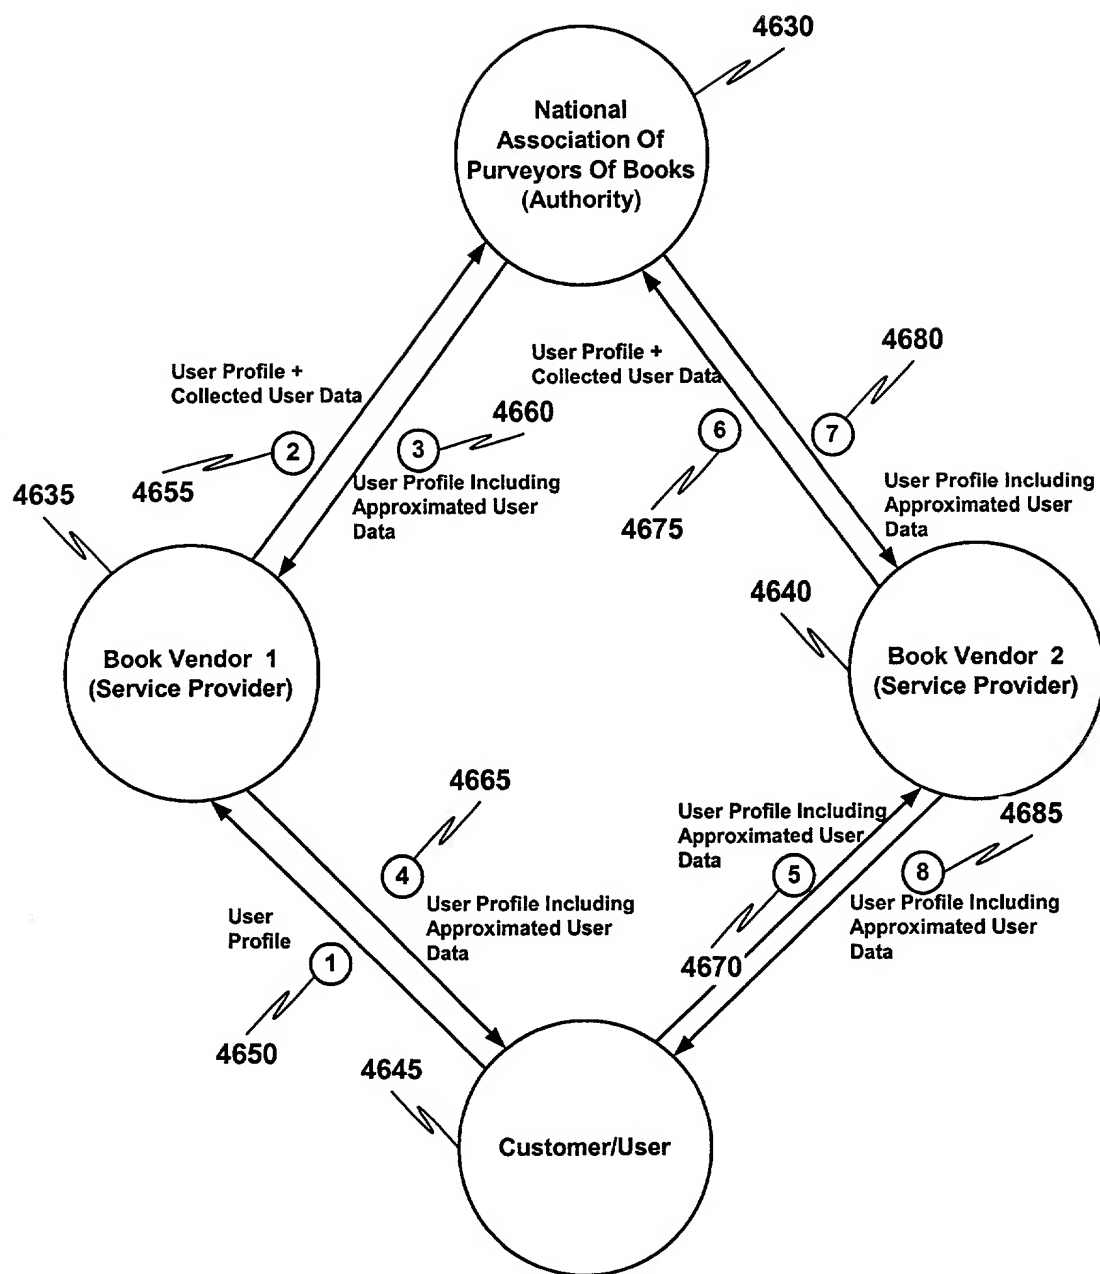 4630
National
Association Of
Purveyors Of Books
(Authority)
User Profile +
Collected User Data
2
4655
3
4660
User Profile Including
Approximated User
Data
User Profile +
Collected User Data
6
4675
7
4680
User Profile Including
Approximated User
Data
4635
Book Vendor 1
(Service Provider)
4640
Book Vendor 2
(Service Provider)
4665
4
User Profile Including
Approximated User
Data
User
Profile
1
4650
User Profile Including
Approximated User
Data
5
4670
4685
8
User Profile Including
Approximated User
Data
4645
Customer/User